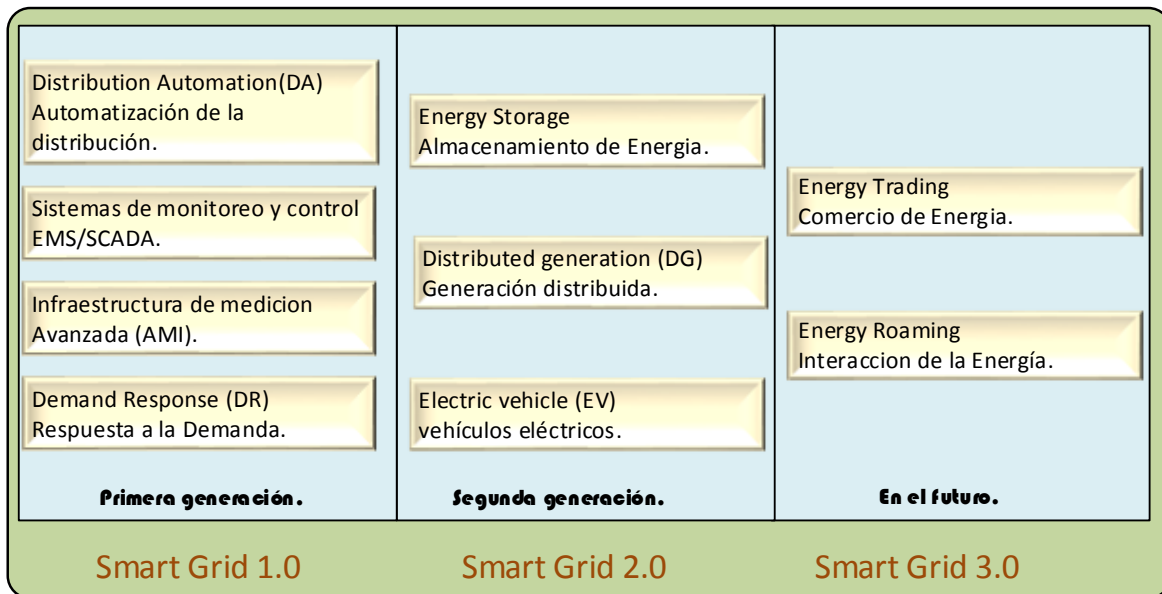 Distribution Automation(DA)
Automatización de la
distribución.
Sistemas de monitoreo y control
EMS/SCADA.
Infraestructura de medicion
Avanzada (AMI).
Demand Response (DR)
Respuesta a la Demanda.
Primera generación.
Smart Grid 1.0
Energy Storage
Almacenamiento de Energia.
Distributed generation (DG)
Generación distribuida.
Electric vehicle (EV)
vehículos eléctricos.
Segunda generación.
Smart Grid 2.0
Energy Trading
Comercio de Energia.
Energy Roaming
Interaccion de la Energía.
En el futuro.
Smart Grid 3.0